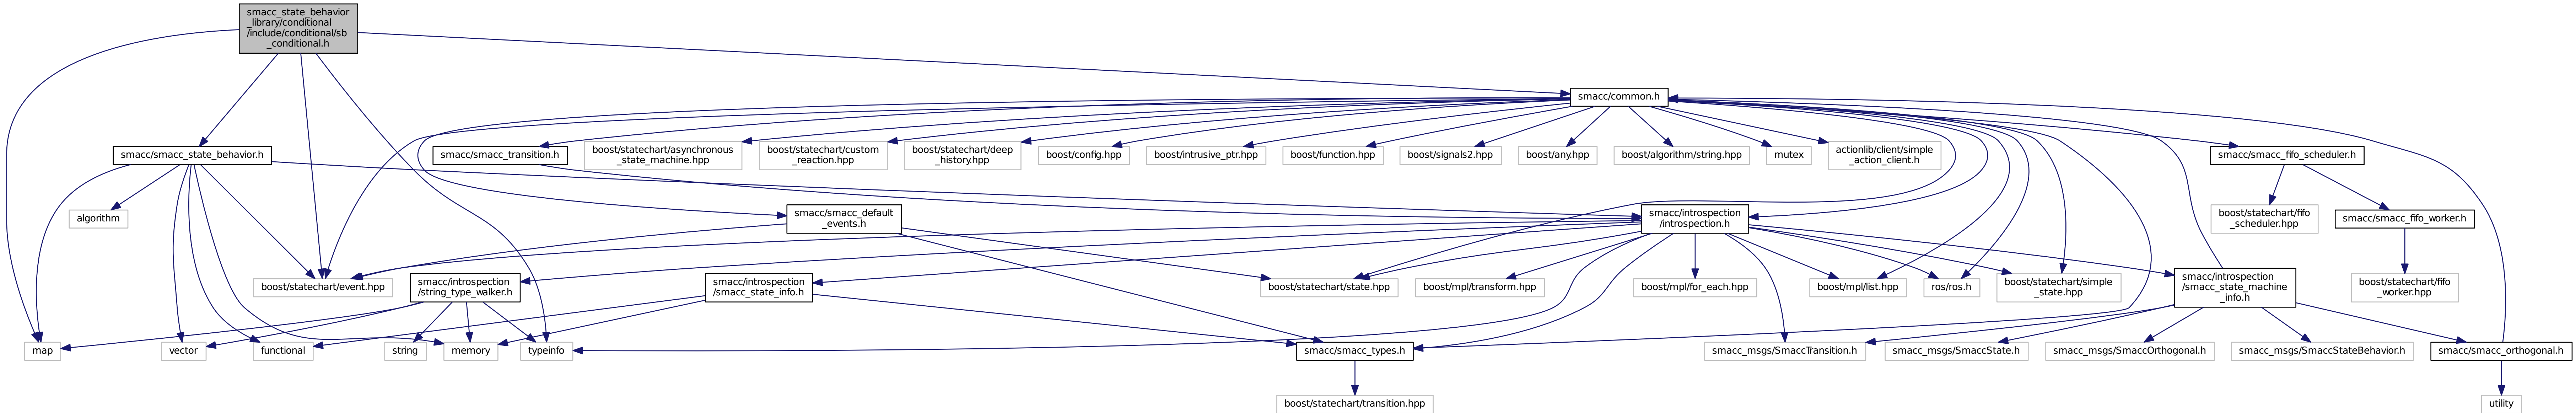 smacc_state_behavior
_library/conditional
/include/conditional/sb
_conditional.h
smacc/common.h
smacc/smacc_state_behavior.h
smacc/smacc_transition.h
boost/statechart/asynchronous
_state_machine.hpp
boost/statechart/custom
_reaction.hpp
boost/statechart/deep
_history.hpp
boost/config.hpp
boost/intrusive_ptr.hpp
boost/function.hpp
boost/signals2.hpp
boost/any.hpp
boost/algorithm/string.hpp
mutex
actionlib/client/simple
_action_client.h
smacc/smacc_fifo_scheduler.h
algorithm
smacc/smacc_default
_events.h
smacc/introspection
/introspection.h
boost/statechart/fifo
_scheduler.hpp
smacc/smacc_fifo_worker.h
boost/statechart/event.hpp
smacc/introspection
/string_type_walker.h
smacc/introspection
/smacc_state_info.h
boost/statechart/state.hpp
boost/mpl/transform.hpp
boost/mpl/for_each.hpp
boost/mpl/list.hpp
ros/ros.h
boost/statechart/simple
_state.hpp
smacc/introspection
/smacc_state_machine
_info.h
boost/statechart/fifo
_worker.hpp
map
vector
functional
string
memory
typeinfo
smacc/smacc_types.h
smacc_msgs/SmaccTransition.h
smacc_msgs/SmaccState.h
smacc_msgs/SmaccOrthogonal.h
smacc_msgs/SmaccStateBehavior.h
smacc/smacc_orthogonal.h
boost/statechart/transition.hpp
utility